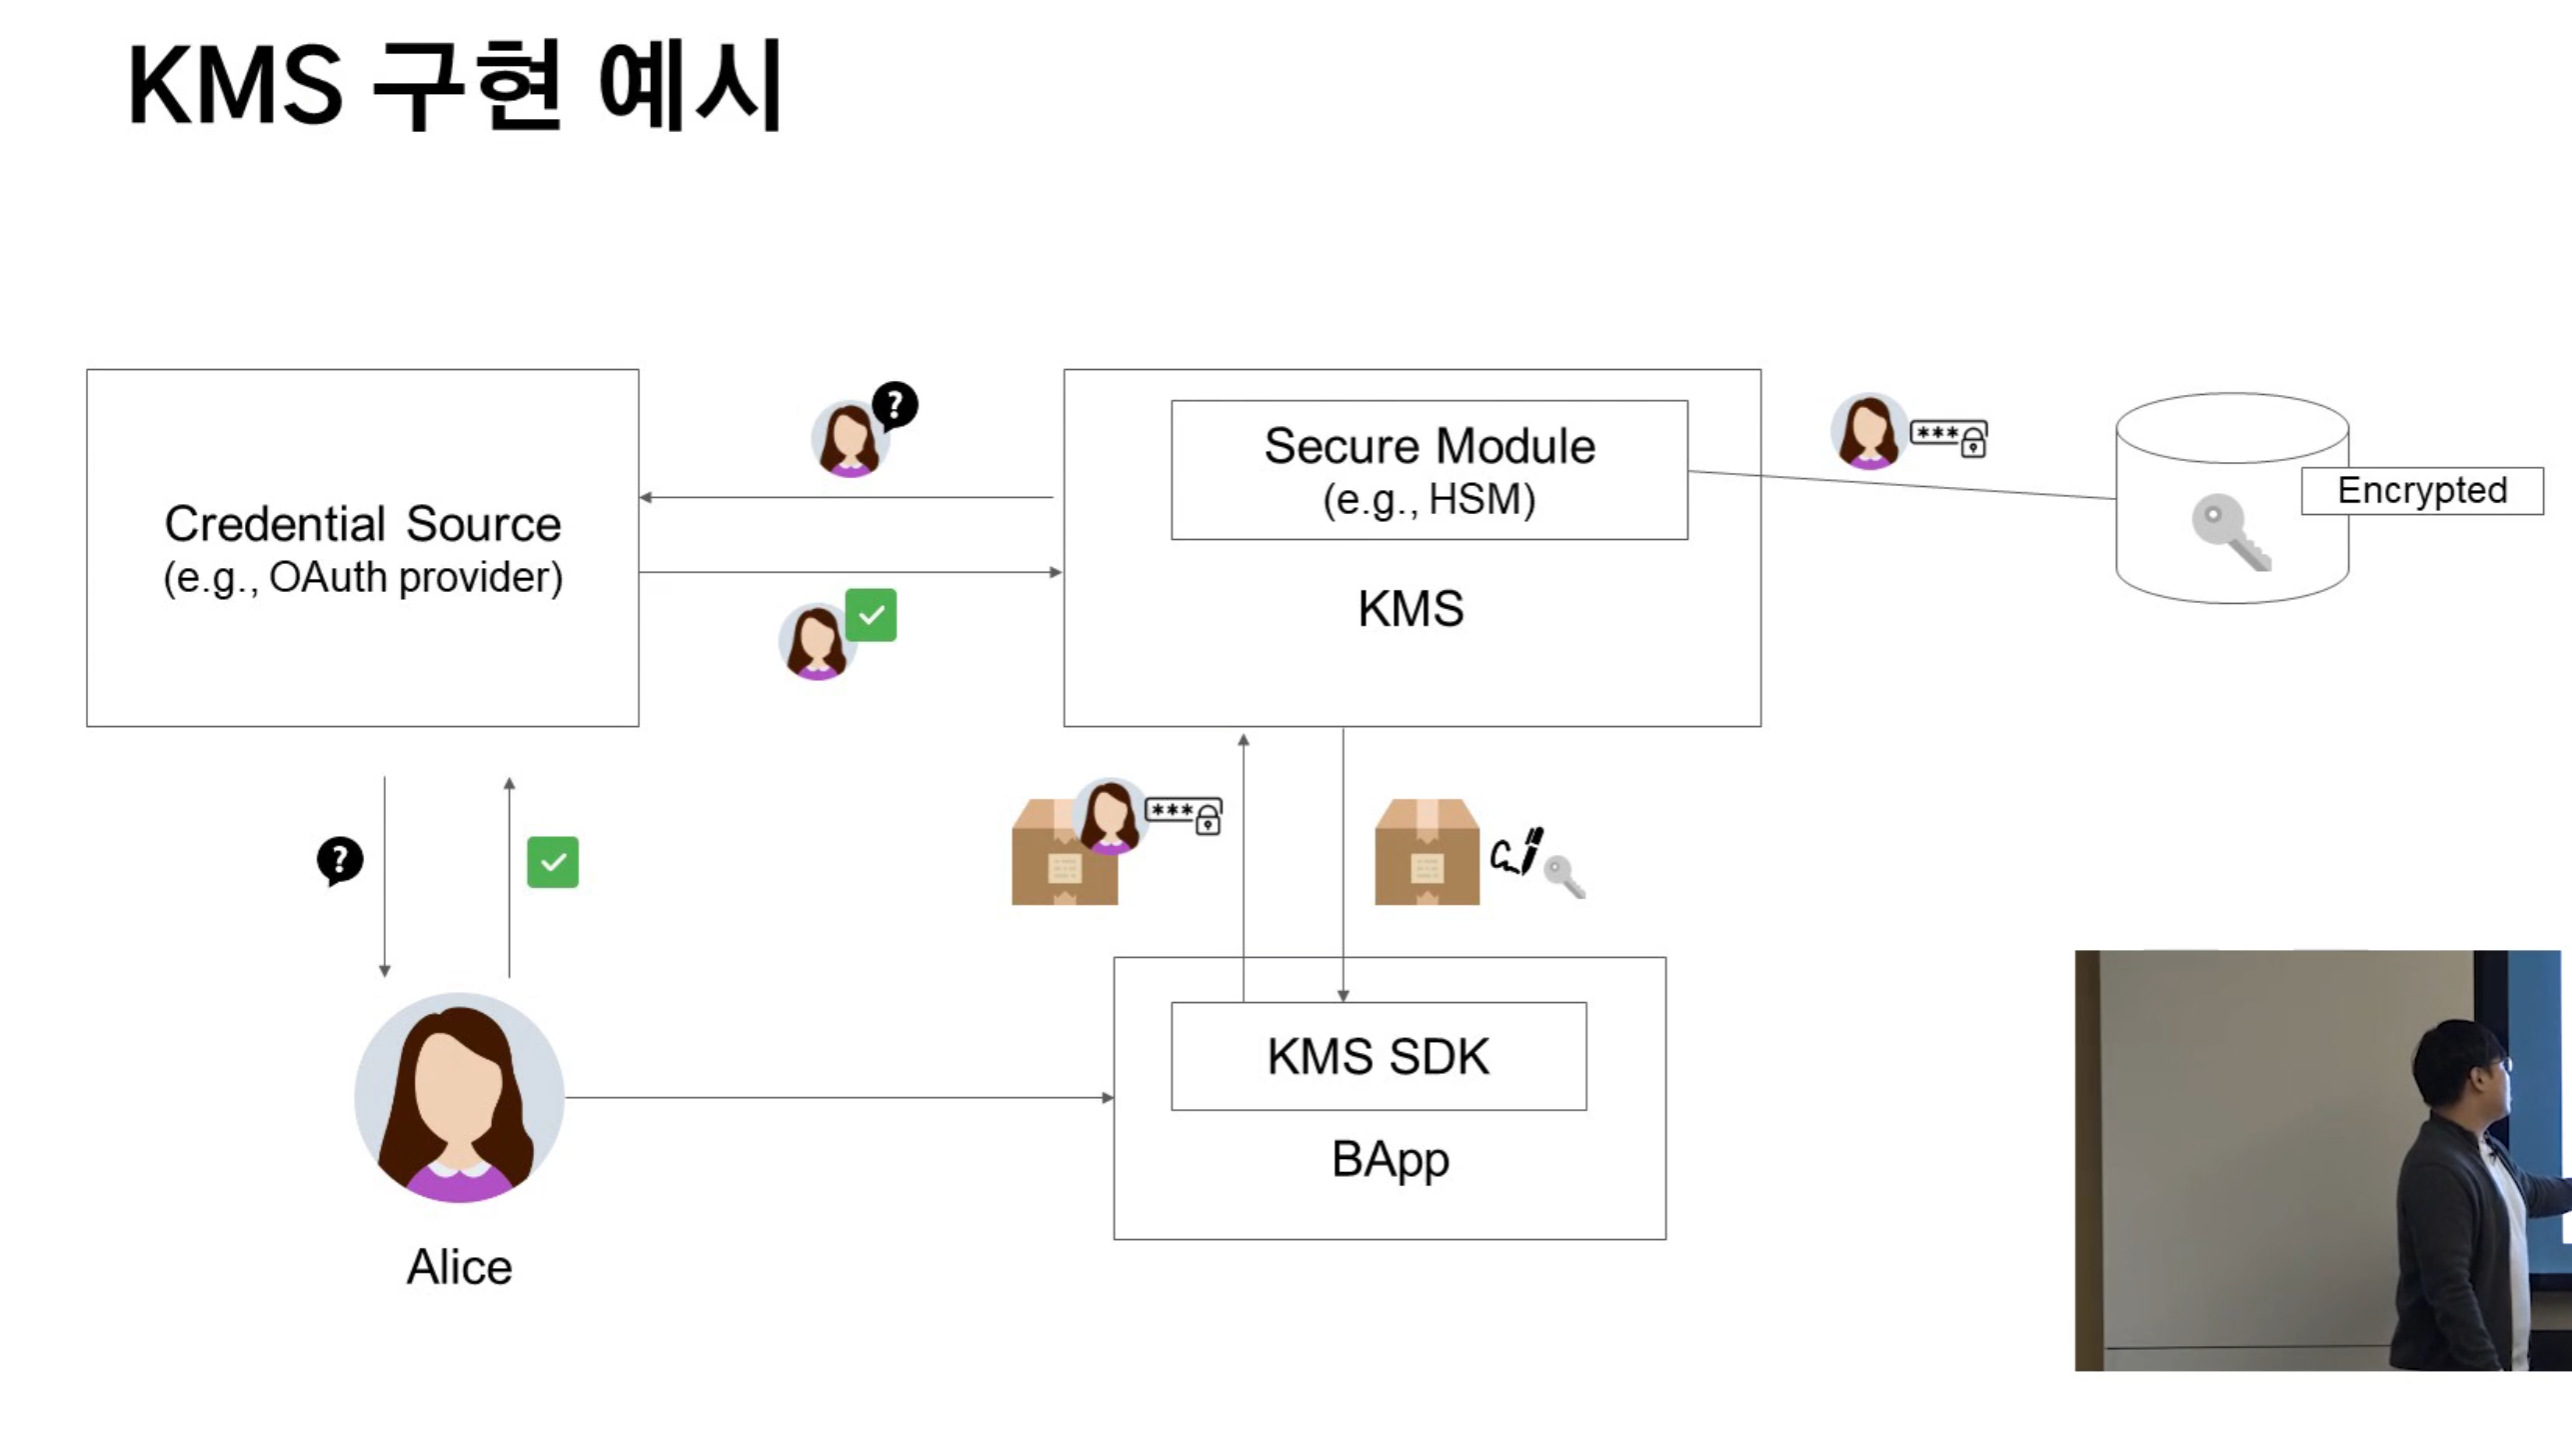 KMS 구현 예시
Credential Source
(e.g., OAuth provider)
?
Secure Module
(e.g., HSM)
KMS
***
Encrypted
?
***
KMS SDK
BApp
Alice